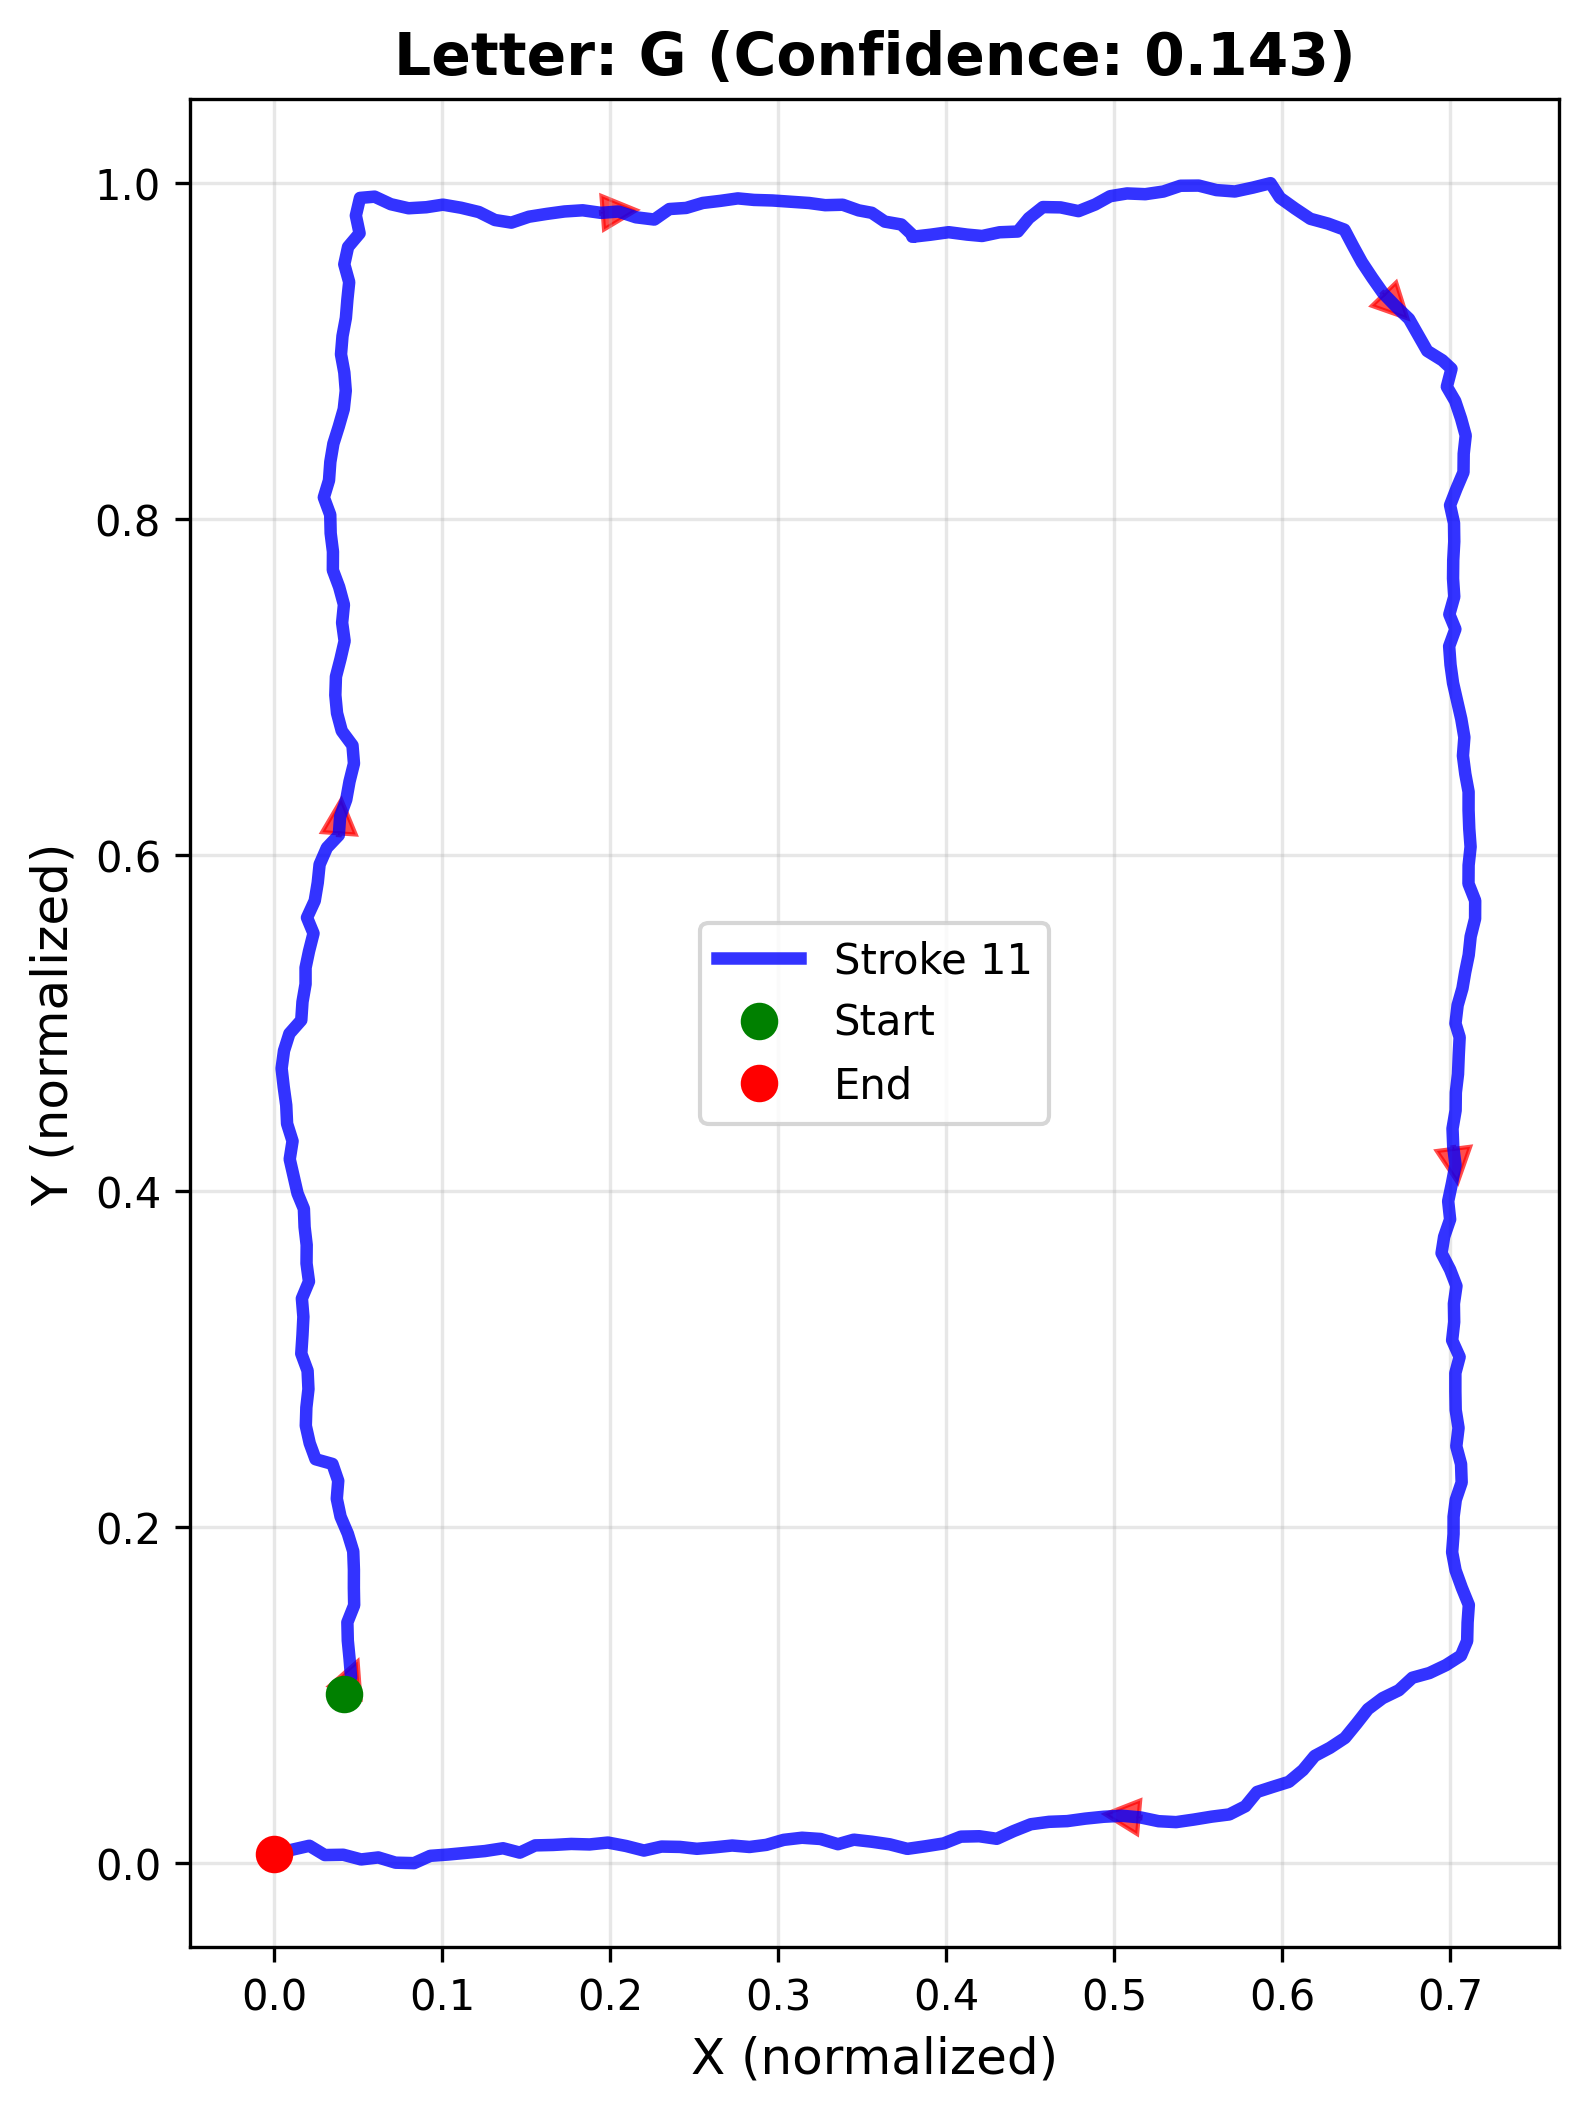 Letter: G (Confidence: 0.143)
1.0
0.8
0.6
0.4
0.2
0.0
Y (normalized)
Stroke 11
Start
End
0.0 0.1 0.2 0.3 0.4 0.5 0.6 0.7
X (normalized)